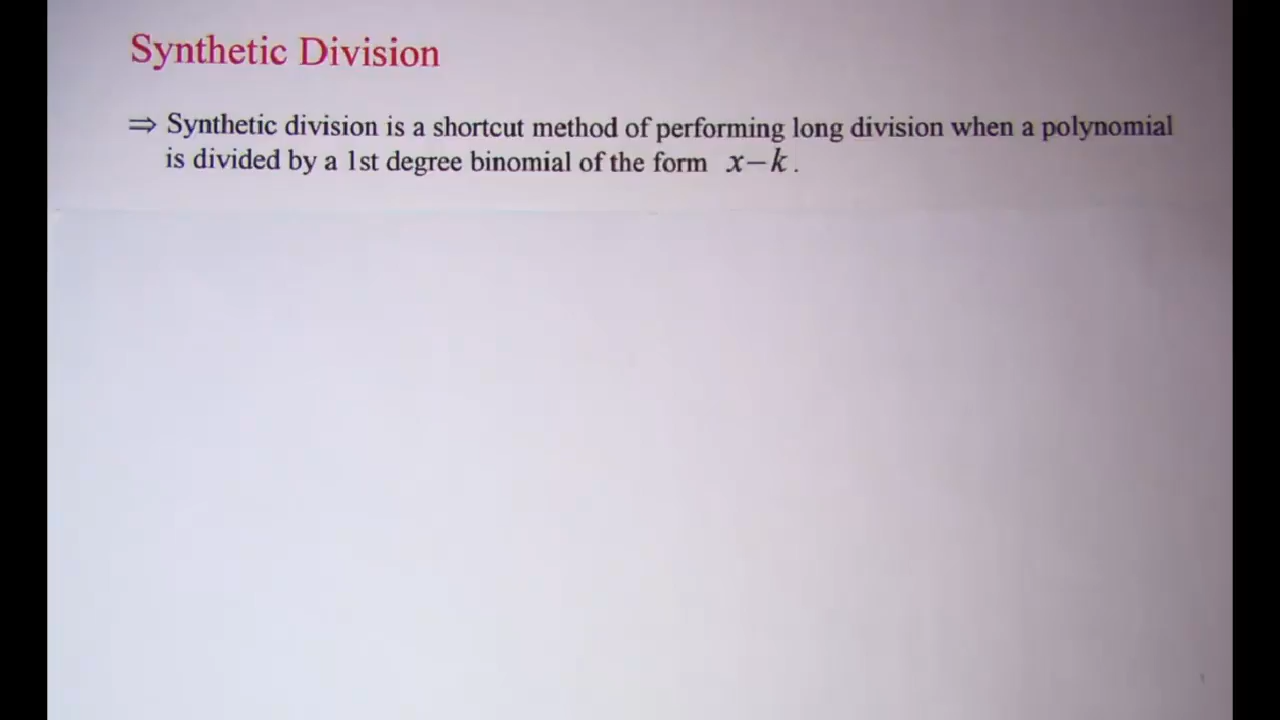 Synthetic Division
⇒ Synthetic division is a shortcut method of performing long division when a polynomial
is divided by a 1st degree binomial of the form x−k.